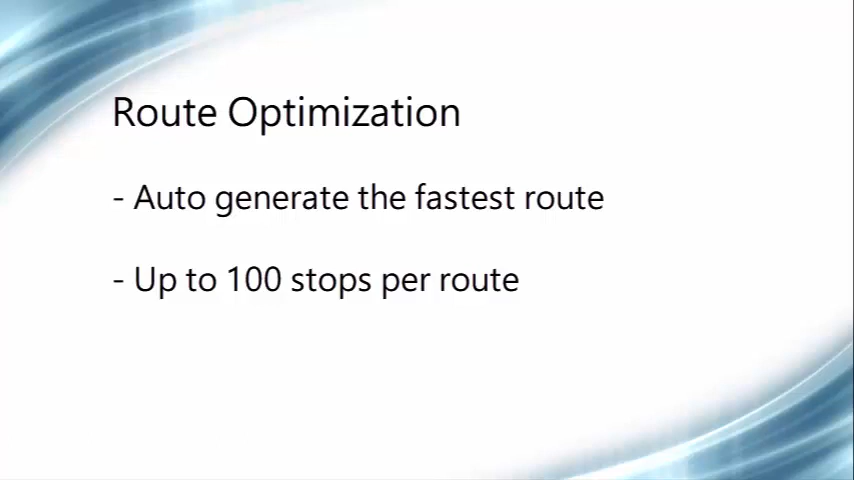 Route Optimization
- Auto generate the fastest route
- Up to 100 stops per route